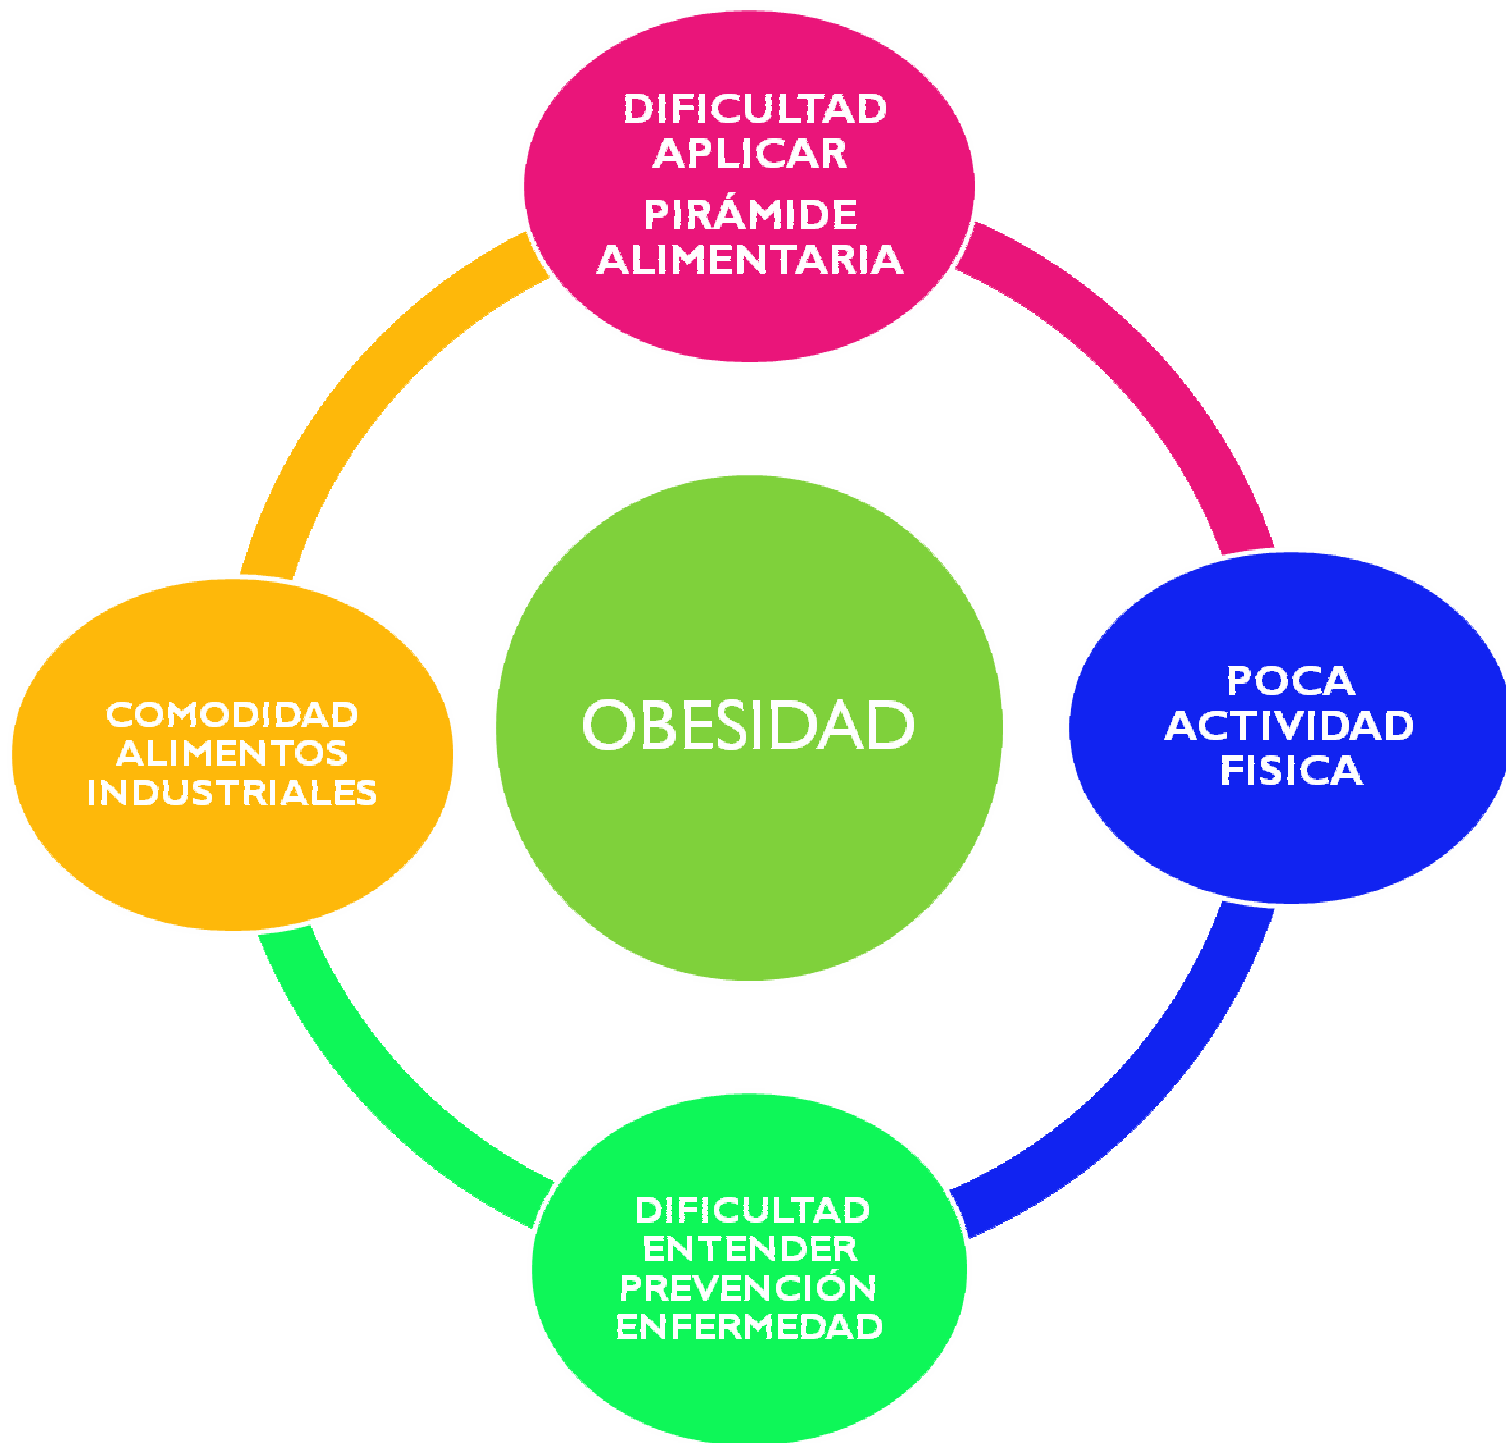 DIFICULTAD
APLICAR
PIRÁMIDE
ALIMENTARIA
POCA
ACTIVIDAD
FISICA
OBESIDAD
COMODIDAD
ALIMENTOS
INDUSTRIALES
DIFICULTAD
ENTENDER
PREVENCIÓN
ENFERMEDAD